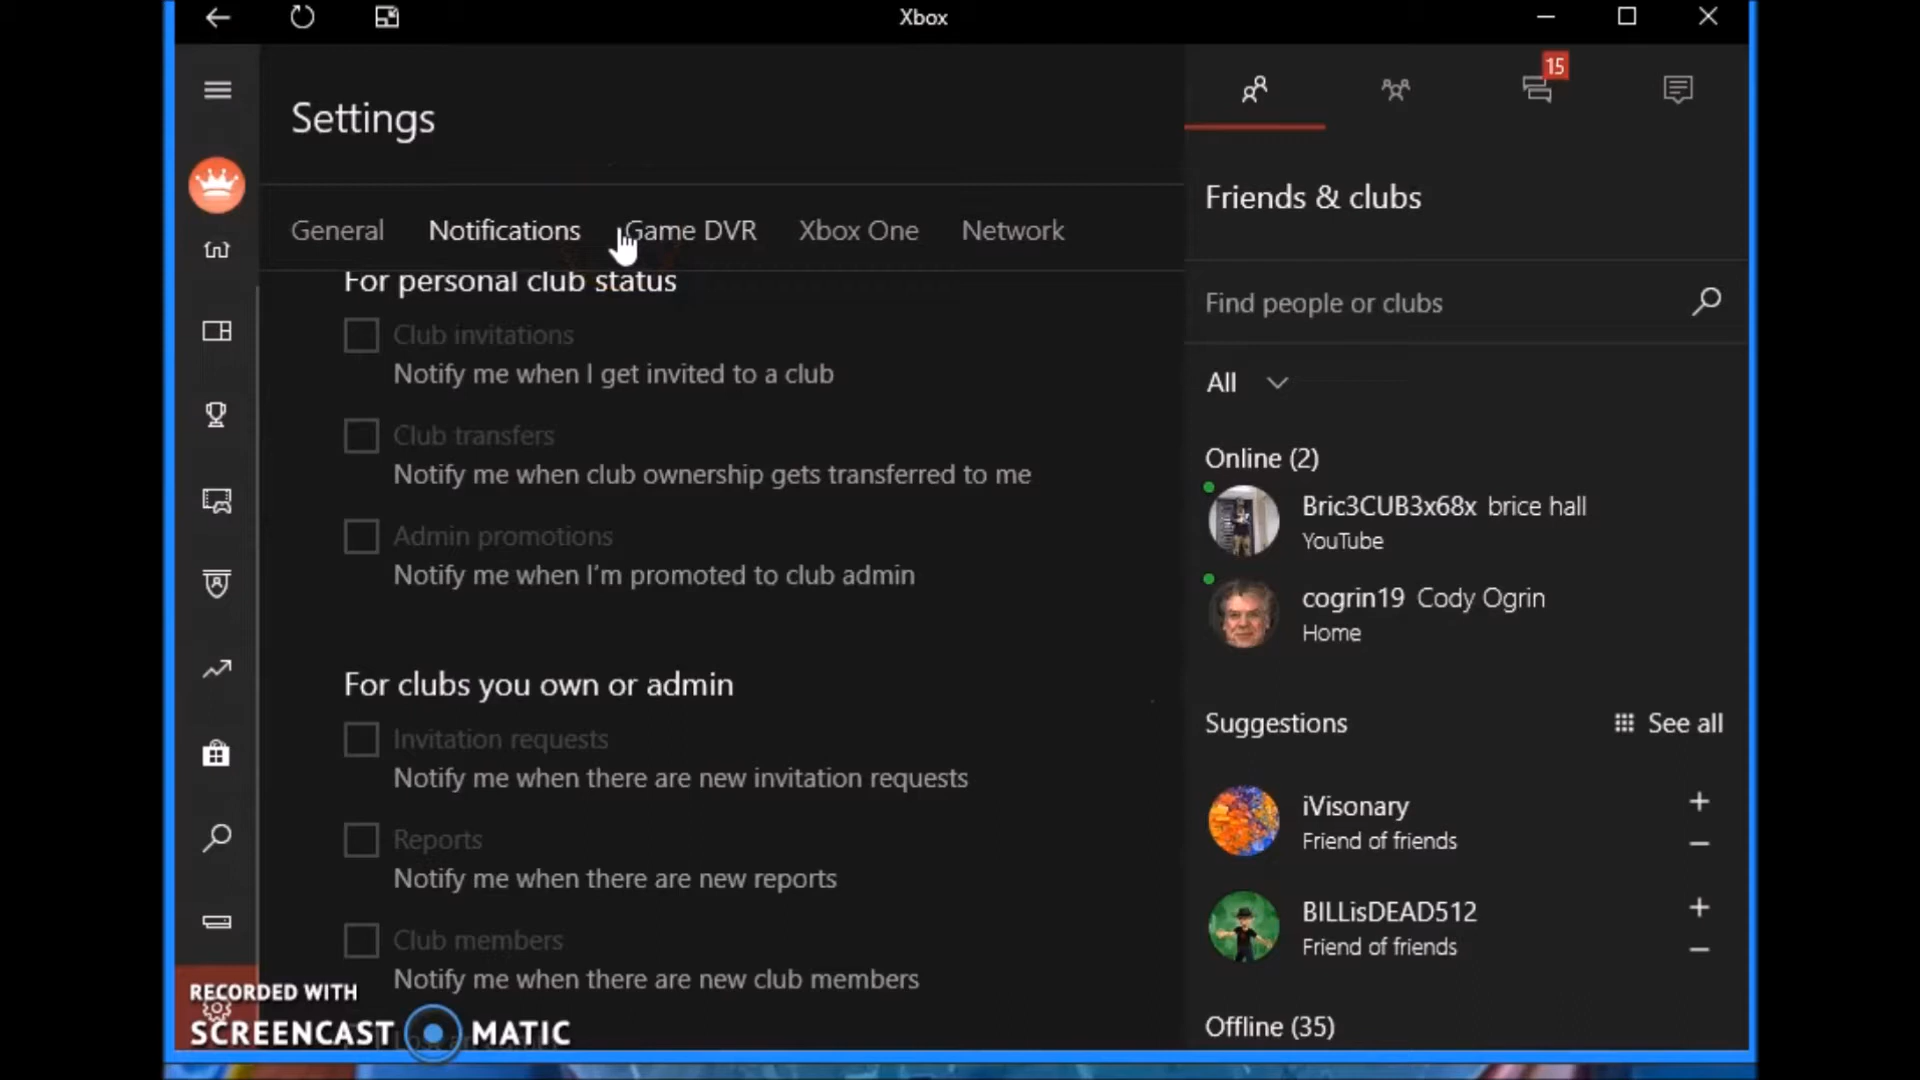 Xbox
Settings
General Notifications Game DVR Xbox One Network
For personal club status
Club invitations
Notify me when I get invited to a club
Club transfers
Notify me when club ownership gets transferred to me
Admin promotions
Notify me when I'm promoted to club admin
For clubs you own or admin
Invitation requests
Notify me when there are new invitation requests
Reports
Notify me when there are new reports
Club members
Notify me when there are new club members
RECORDED WITH
SCREENCAST MATIC
15
Friends & clubs
Find people or clubs
All
Online (2)
Bric3CUB3x68x brice hall
YouTube
cogrin19 Cody Ogrin
Home
Suggestions See all
iVisonary
Friend of friends
BILLisDEAD512
Friend of friends
Offline (35)